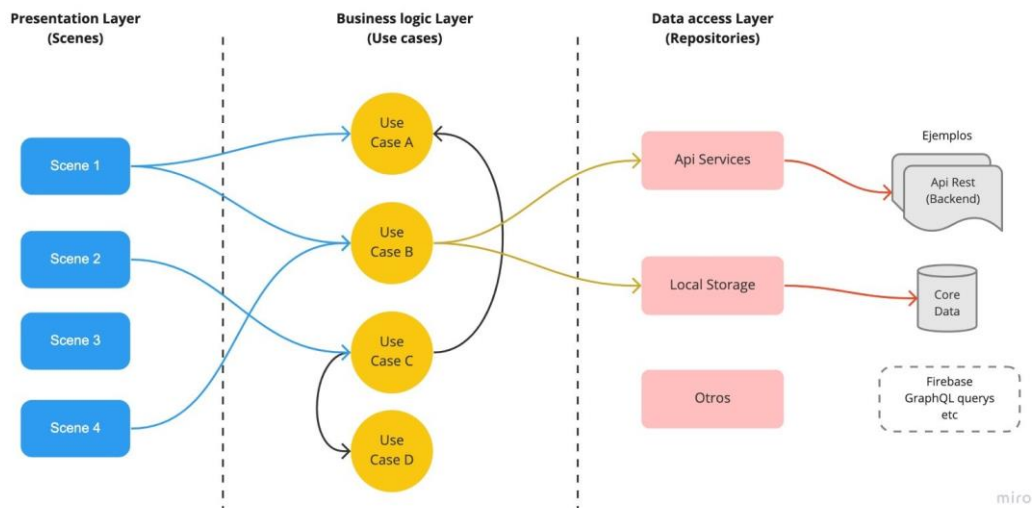 Presentation Layer
(Scenes)
Business logic Layer
(Use cases)
Data access Layer
(Repositories)
Scene 1
Scene 2
Scene 3
Scene 4
Use
Case A
Use
Case B
Use
Case C
Use
Case D
Api Services
Local Storage
Otros
Ejemplos
Api Rest
(Backend)
Core
Data
Firebase
GraphQL querys
etc
miro